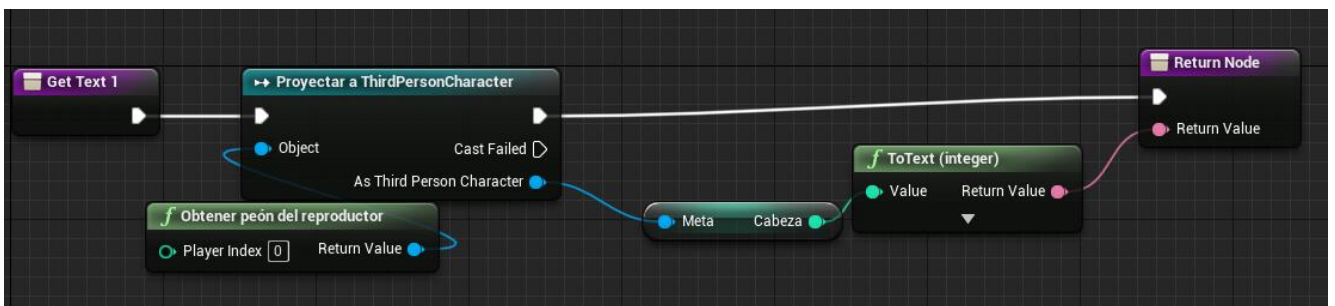 Get Text 1
Proyectar a ThirdPersonCharacter
Object
Cast Failed
As Third Person Character
Obtener peón del reproductor
Player Index 0
Return Value
Meta
Cabeza
ToText (integer)
Value
Return Value
Return Node
Return Value